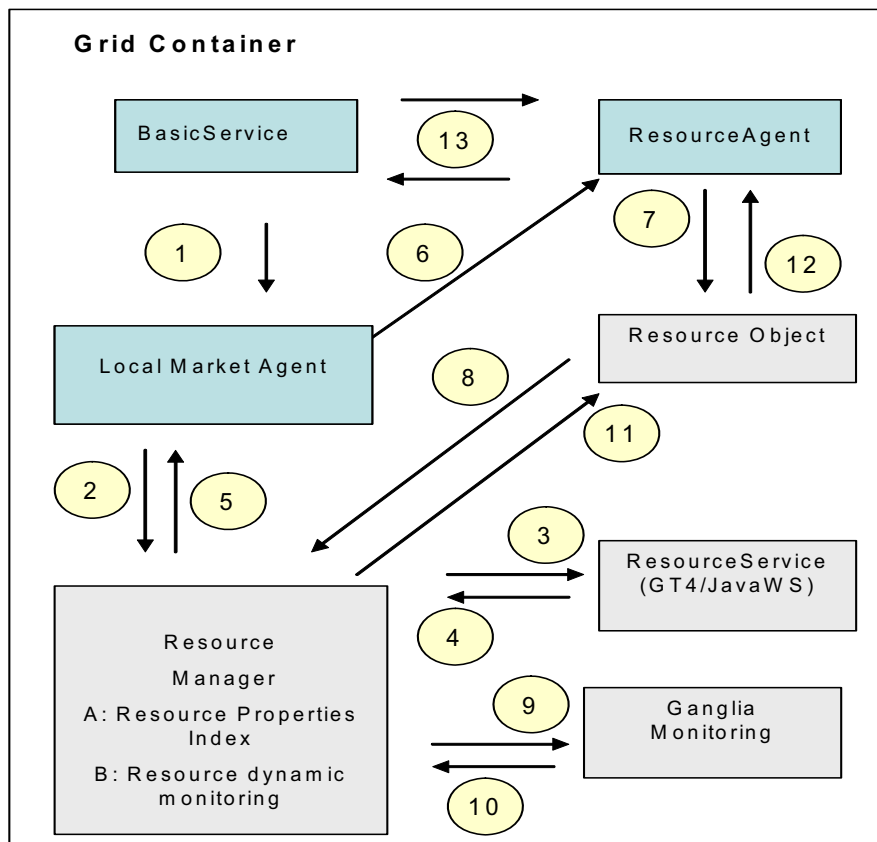 Grid Container
BasicService
13
ResourceAgent
1
6
7
12
Local Market Agent
8
Resource Object
11
2
5
3
ResourceService
(GT4/JavaWS)
4
Resource
Manager
A: Resource Properties
Index
B: Resource dynamic
monitoring
9
Ganglia
Monitoring
10